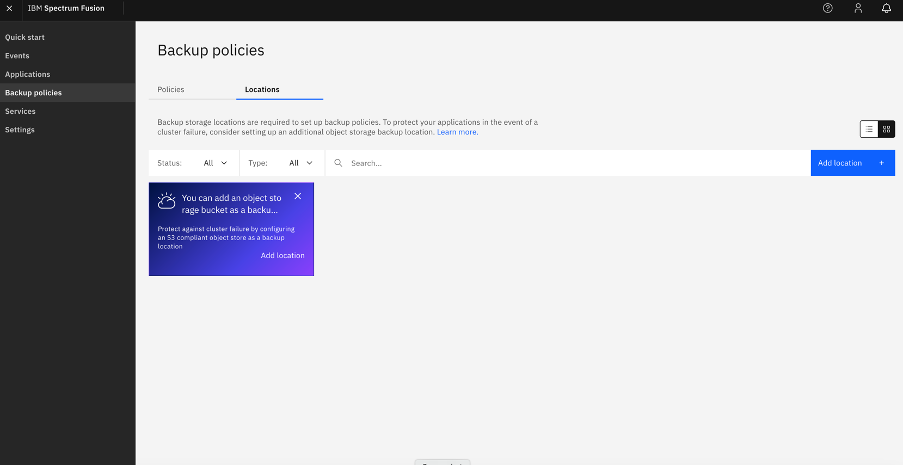 IBM Spectrum Fusion
Quick start
Events
Applications
Backup policies
Services
Settings
Backup policies
Policies
Locations
Backup storage locations are required to set up backup policies. To protect your applications in the event of a
cluster failure, consider setting up an additional object storage backup location. Learn more.
Status: All
Type: All
Search...
Add location +
You can add an object sto
rage bucket as a backu...
Protect against cluster failure by configuring
an S3 compliant object store as a backup
location
Add location